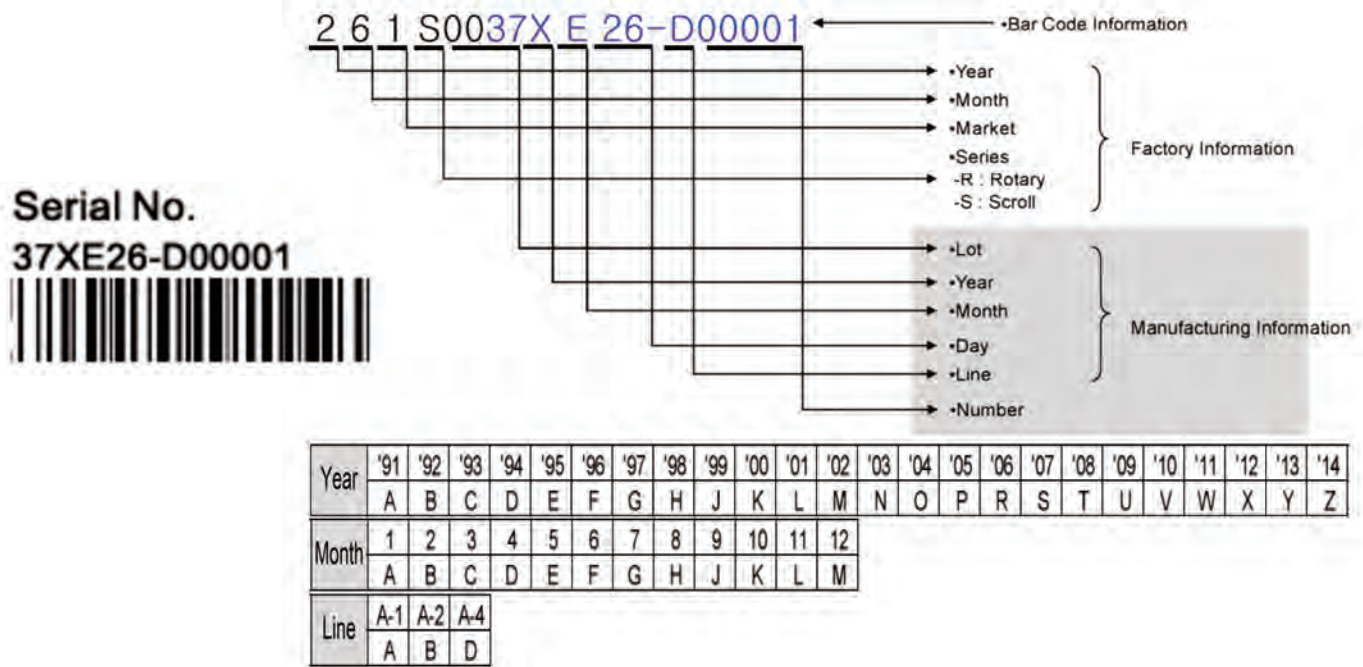 2 6 1 S0037X E 26-D00001
•Bar Code Information
•Year
•Month
•Market
•Series
-R : Rotary
-S : Scroll
Factory Information
Serial No.
37XE26-D00001
•Lot
•Year
•Month
•Day
•Line
•Number
Manufacturing Information
Year '91 '92 '93 '94 '95 '96 '97 '98 '99 '00 '01 '02 '03 '04 '05 '06 '07 '08 '09 '10 '11 '12 '13 '14
A B C D E F G H J K L M N O P R S T U V W X Y Z
Month 1 2 3 4 5 6 7 8 9 10 11 12
A B C D E F G H J K L M
Line A-1 A-2 A-4
A B D